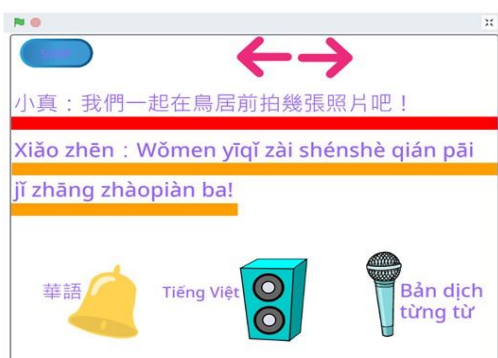 小真：我們一起在鳥居前拍幾張照片吧！
Xiǎo zhēn：Wǒmen yīqǐ zài shénshè qián pāi
jǐ zhāng zhàopiàn ba!
華語
Tiếng Việt
Bản dịch
từng từ